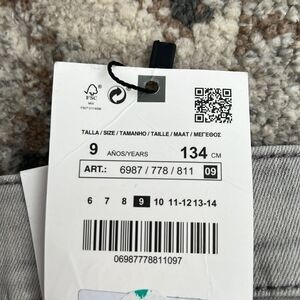 FSC
TALLA / SIZE / TAMANHO / TAILLE / MAAT / ΜΕΓΕΘΟΣ
9 AÑOS/YEARS 134 CM
ART.: 6987 / 778 / 811 09
6 7 8 9 10 11-12 13-14
06987778811097